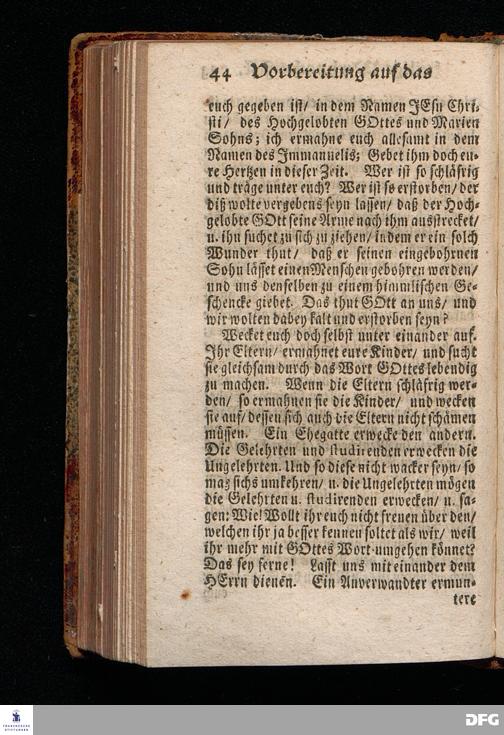 44 Vorbereitung auf das
euch gegeben ist/ in dem Namen JEsu Chri-
sti/ des Hochgelobten GOttes und Marien
Sohns; ich ermahne euch allesamt in dem
Namen des Immanuelis; Gebet ihm doch eu-
re Hertzen in dieser Zeit. Wer ist so schläfrig
und träge unter euch? Wer ist so erstorben/ der
diß wolte vergebens seyn lassen/ daß der Hoch-
gelobte GOtt seine Arme nach ihm ausstrecket/
u. ihn suchet zu sich zu ziehen/ indem er ein solch
Wunder thut/ daß er seinen eingebohrnen
Sohn lässet einen Menschen gebohren werden/
und uns denselben zu einem himmlischen Ge-
schencke giebet. Das thut GOtt an uns/ und
wir wolten dabey kalt und erstorben seyn?
Wecket euch doch selbst unter einander auf.
Ihr Eltern/ ermahnet eure Kinder/ und sucht
sie gleichsam durch das Wort GOttes lebendig
zu machen. Wenn die Eltern schläfrig wer-
den/ so ermahnen sie die Kinder/ und wecken
sie auf/ dessen sich auch die Eltern nicht schämen
müssen. Ein Ehegatte erwecke den andern.
Die Gelehrten und studirenden erwecken die
Ungelehrten. Und so diese nicht wacker seyn/ so
mag sichs umkehren/ u. die Ungelehrten mögen
die Gelehrten u. studirenden erwecken/ u. sa-
gen: Wie! Wollt ihr euch nicht freuen über den/
welchen ihr ja besser kennen soltet als wir/ weil
ihr mehr mit GOttes Wort umgehen könnet?
Das sey ferne! Lasst uns mit einander dem
HErrn dienen. Ein Anverwandter ermun-
tere
FRANCKESCHE
STIFTUNGEN
DFG